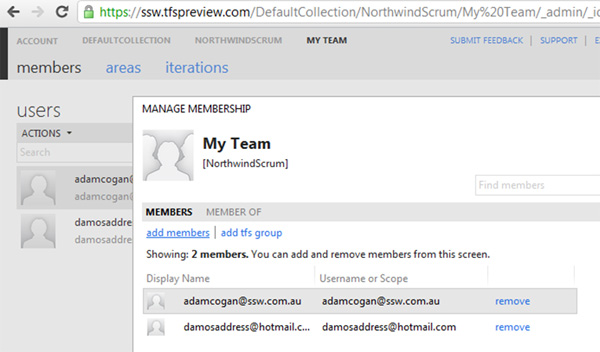 https://ssw.tfspreview.com/DefaultCollection/NorthwindScrum/My%20Team/_admin/_i
ACCOUNT DEFAULTCOLLECTION NORTHWINDSCRUM MY TEAM SUBMIT FEEDBACK | SUPPORT | E
members areas iterations
users
ACTIONS
Search
adamcogan@
adamcogan@
damosaddre
damosaddre
MANAGE MEMBERSHIP
My Team
[NorthwindScrum]
Find members
MEMBERS MEMBER OF
add members | add tfs group
Showing: 2 members. You can add and remove members from this screen.
Display Name Username or Scope
adamcogan@ssw.com.au adamcogan@ssw.com.au remove
damosaddress@hotmail.c... damosaddress@hotmail.com remove